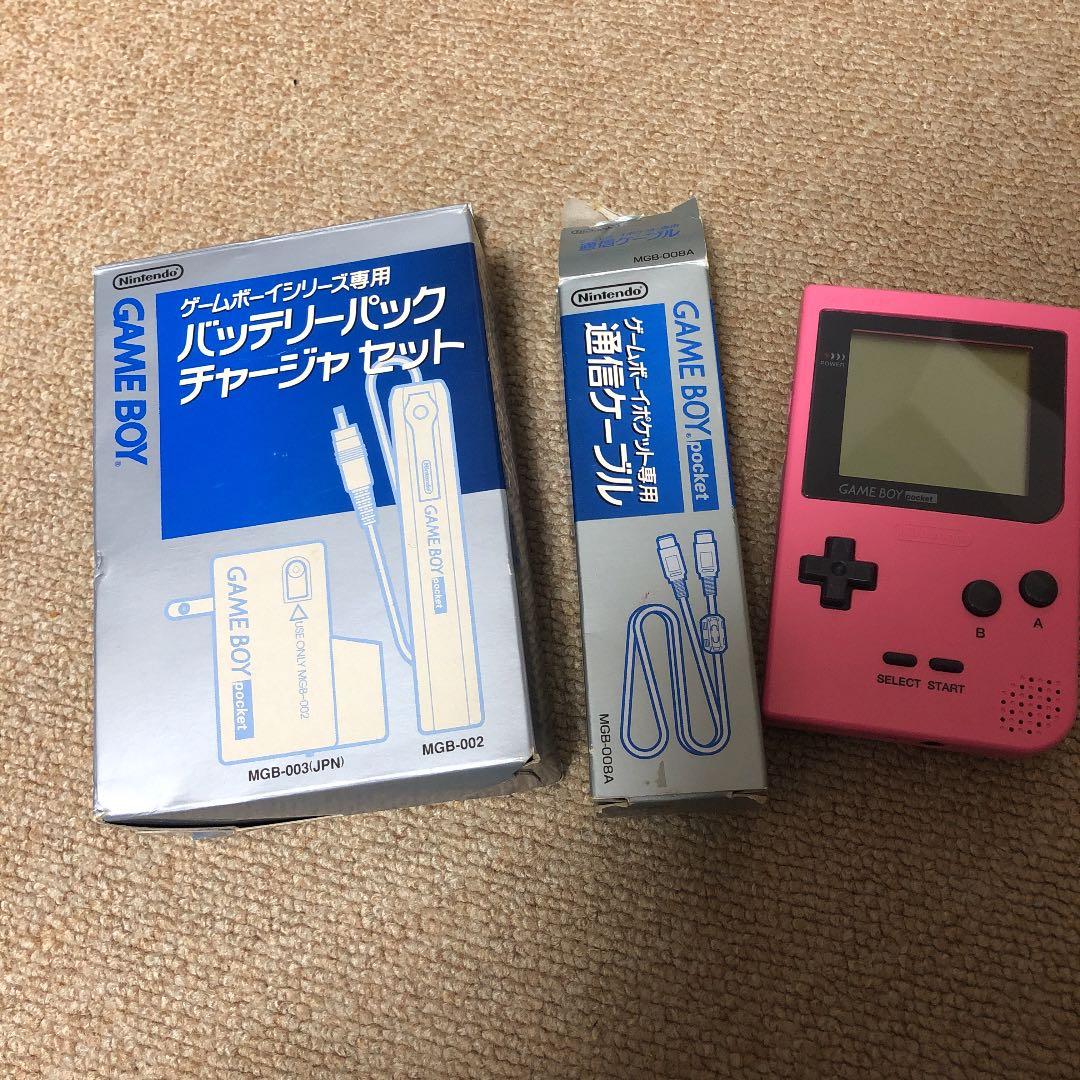 Nintendo
GAME BOY
ゲームボーイシリーズ専用
バッテリーパック
チャージャ セット
Nintendo
GAME BOY pocket
GAME BOY pocket
USE ONLY MGB-002
MGB-003(JPN)
MGB-002
通信ケーブル
MGB-008A
Nintendo
GAME BOY pocket
ゲームボーイポケット専用
通信ケーブル
MGB-008A
POWER
GAME BOY pocket
Nintendo
B
A
SELECT START